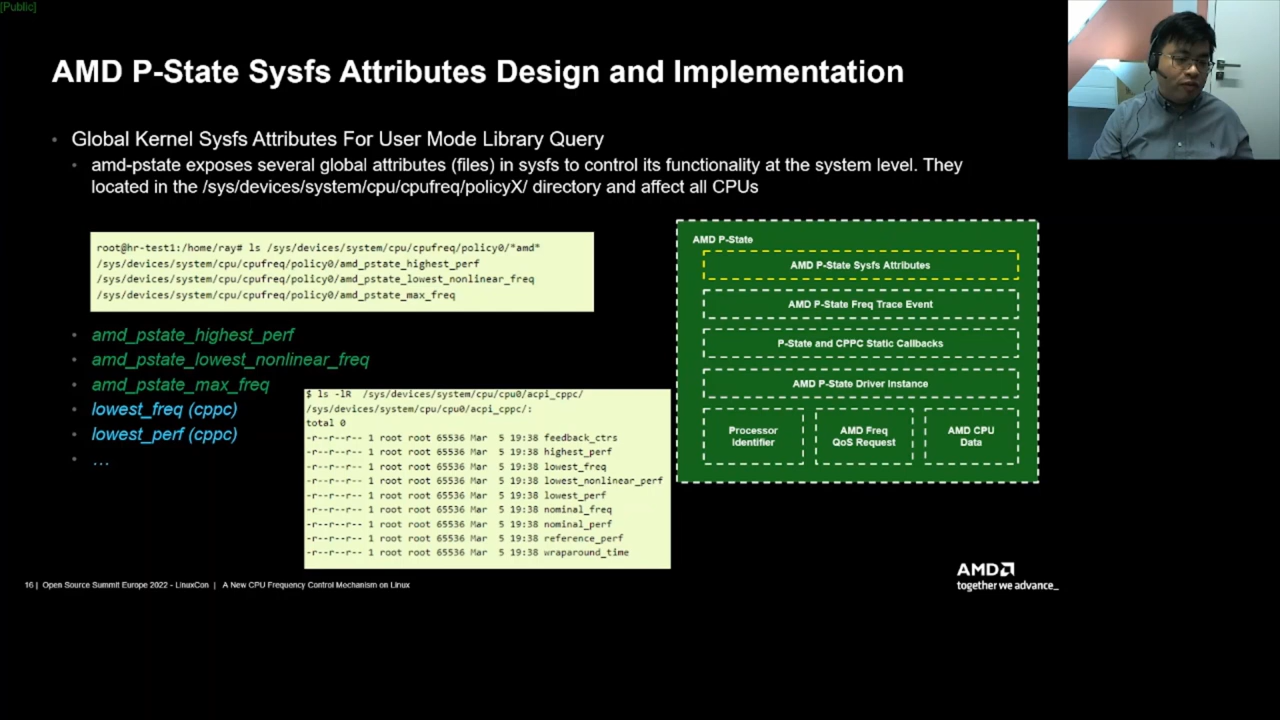 [Public]
AMD P-State Sysfs Attributes Design and Implementation
Global Kernel Sysfs Attributes For User Mode Library Query
amd-pstate exposes several global attributes (files) in sysfs to control its functionality at the system level. They
located in the /sys/devices/system/cpu/cpufreq/policyX/ directory and affect all CPUs
root@hr-test1:/home/ray# ls /sys/devices/system/cpu/cpufreq/policy0/*amd*
/sys/devices/system/cpu/cpufreq/policy0/amd_pstate_highest_perf
/sys/devices/system/cpu/cpufreq/policy0/amd_pstate_lowest_nonlinear_freq
/sys/devices/system/cpu/cpufreq/policy0/amd_pstate_max_freq
amd_pstate_highest_perf
amd_pstate_lowest_nonlinear_freq
amd_pstate_max_freq
lowest_freq (cppc)
lowest_perf (cppc)
…
$ ls -lR  /sys/devices/system/cpu/cpu0/acpi_cppc/
/sys/devices/system/cpu/cpu0/acpi_cppc/:
total 0
-r--r--r-- 1 root root 65536 Mar  5 19:38 feedback_ctrs
-r--r--r-- 1 root root 65536 Mar  5 19:38 highest_perf
-r--r--r-- 1 root root 65536 Mar  5 19:38 lowest_freq
-r--r--r-- 1 root root 65536 Mar  5 19:38 lowest_nonlinear_perf
-r--r--r-- 1 root root 65536 Mar  5 19:38 lowest_perf
-r--r--r-- 1 root root 65536 Mar  5 19:38 nominal_freq
-r--r--r-- 1 root root 65536 Mar  5 19:38 nominal_perf
-r--r--r-- 1 root root 65536 Mar  5 19:38 reference_perf
-r--r--r-- 1 root root 65536 Mar  5 19:38 wraparound_time
AMD P-State
AMD P-State Sysfs Attributes
AMD P-State Freq Trace Event
P-State and CPPC Static Callbacks
AMD P-State Driver Instance
Processor
Identifier
AMD Freq
QoS Request
AMD CPU
Data
16 | Open Source Summit Europe 2022 - LinuxCon | A New CPU Frequency Control Mechanism on Linux
AMD
together we advance_